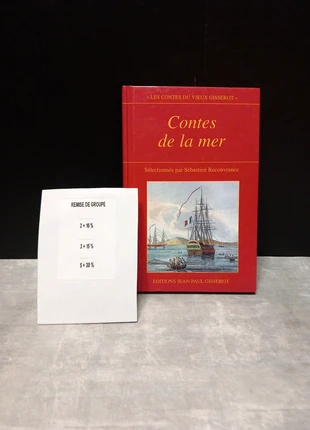 REMISE DE GROUPE
2 = 10 %
3 = 15 %
5 = 30 %
« LES CONTES DU VIEUX GISSEROT »
Contes
de la mer
Sélectionnés par Sébastien Recouvrance
EDITIONS JEAN-PAUL GISSEROT